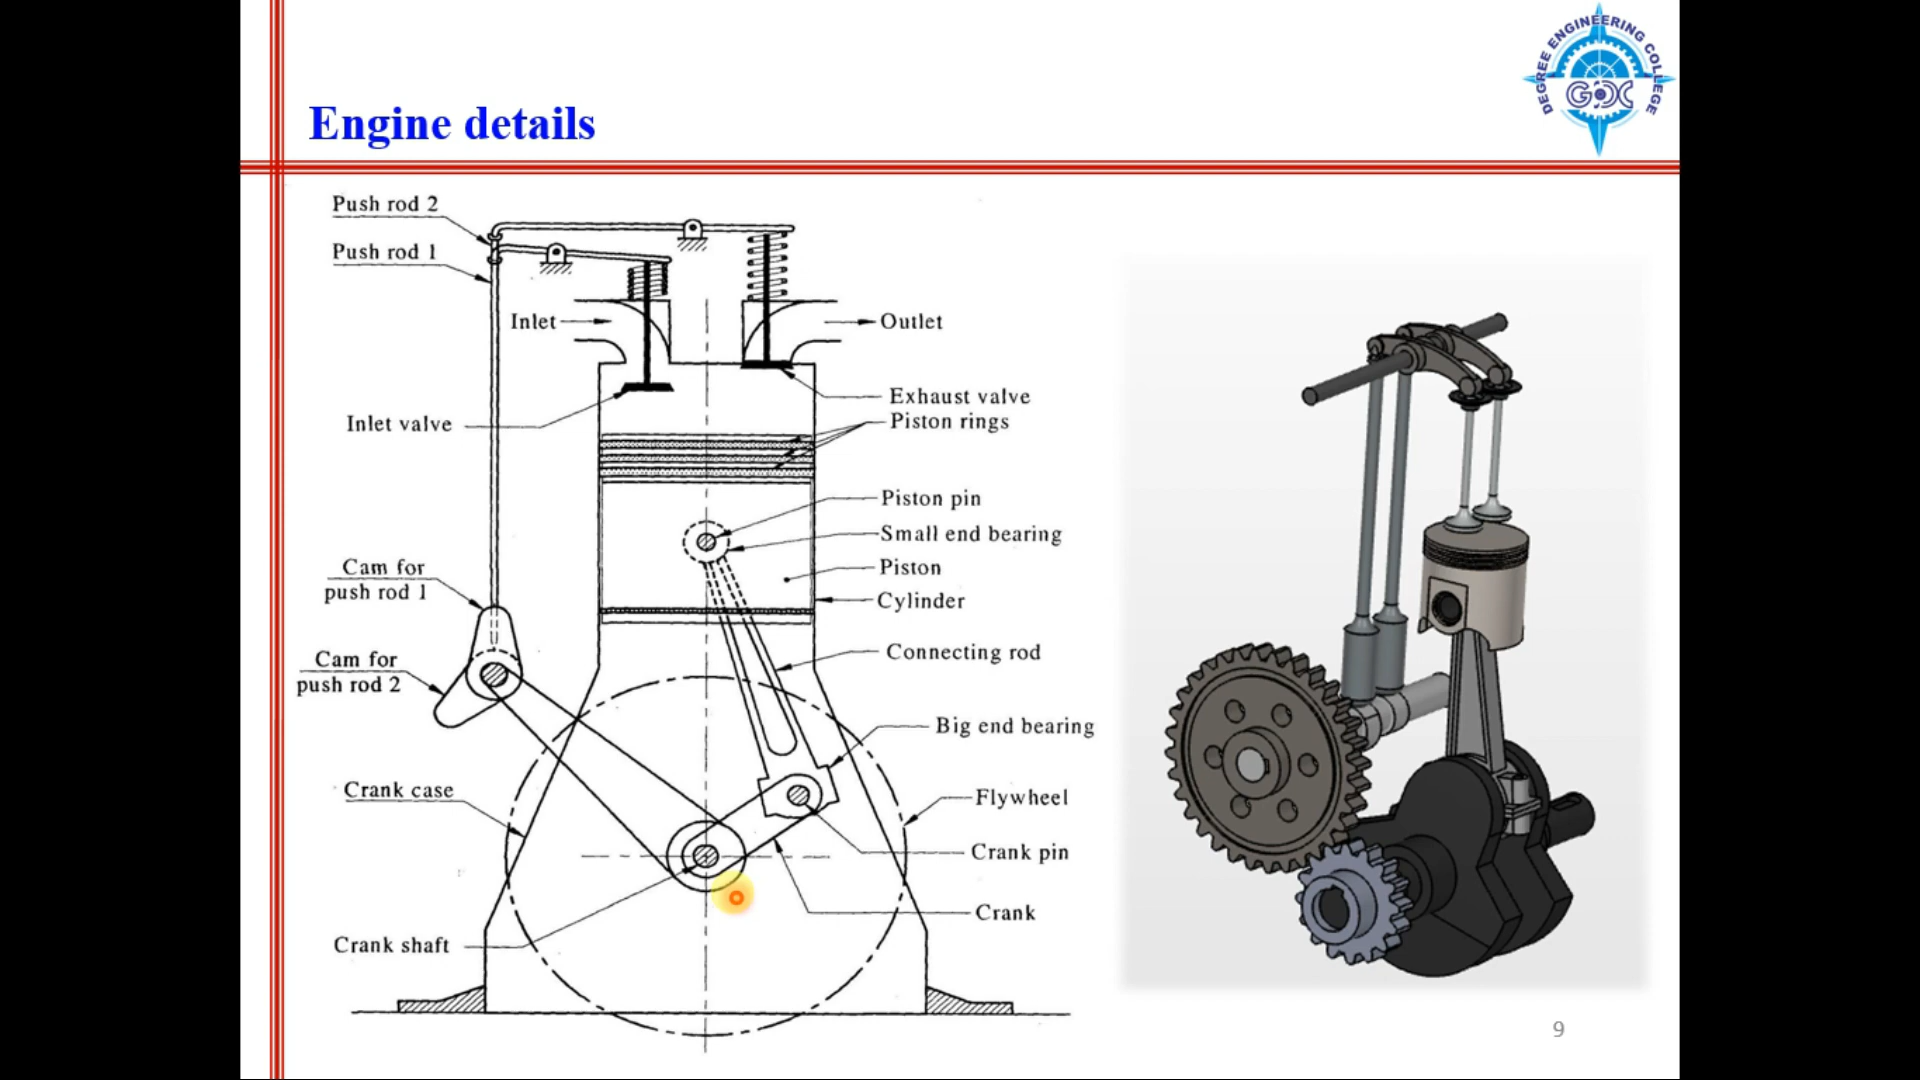 DEGREE ENGINEERING COLLEGE
GEC
Engine details
Push rod 2
Push rod 1
Inlet
Outlet
Exhaust valve
Piston rings
Inlet valve
Piston pin
Small end bearing
Piston
Cylinder
Cam for
push rod 1
Connecting rod
Cam for
push rod 2
Big end bearing
Crank case
Flywheel
Crank pin
Crank
Crank shaft
9